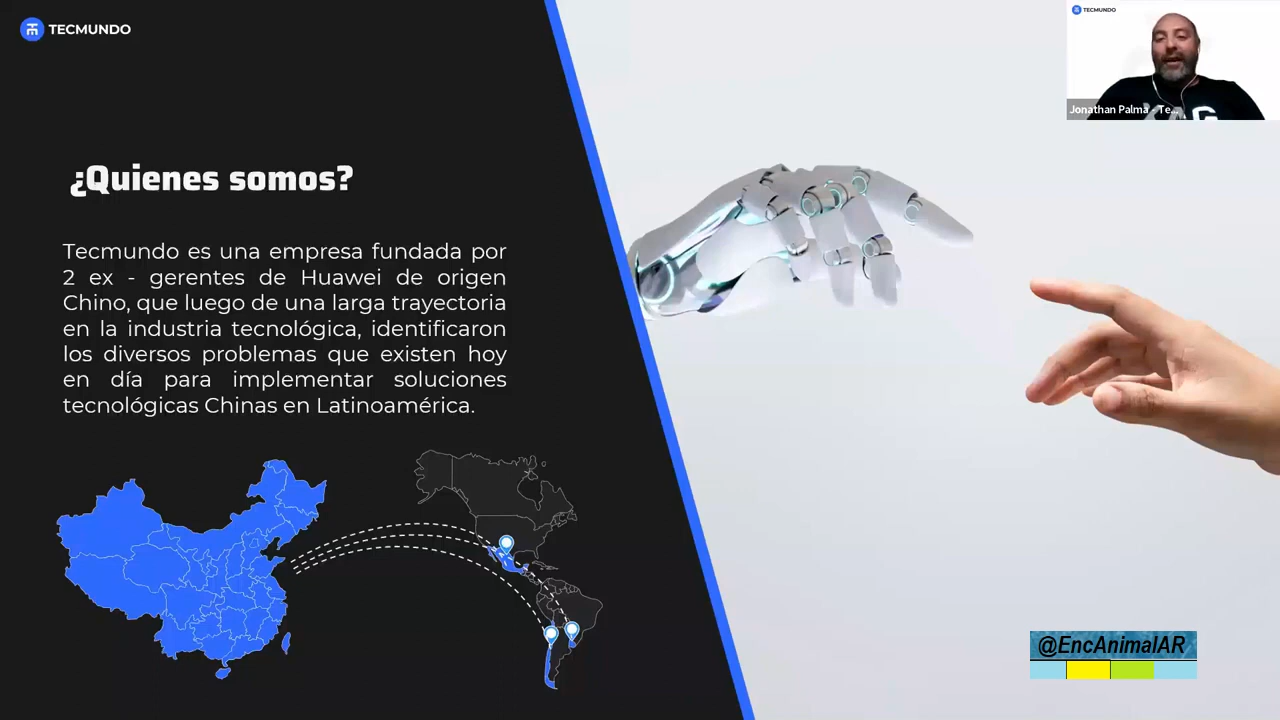 TECMUNDO
TECMUNDO
Jonathan Palma - Te...
¿Quienes somos?
Tecmundo es una empresa fundada por
2 ex - gerentes de Huawei de origen
Chino, que luego de una larga trayectoria
en la industria tecnológica, identificaron
los diversos problemas que existen hoy
en día para implementar soluciones
tecnológicas Chinas en Latinoamérica.
@EncAnimalAR